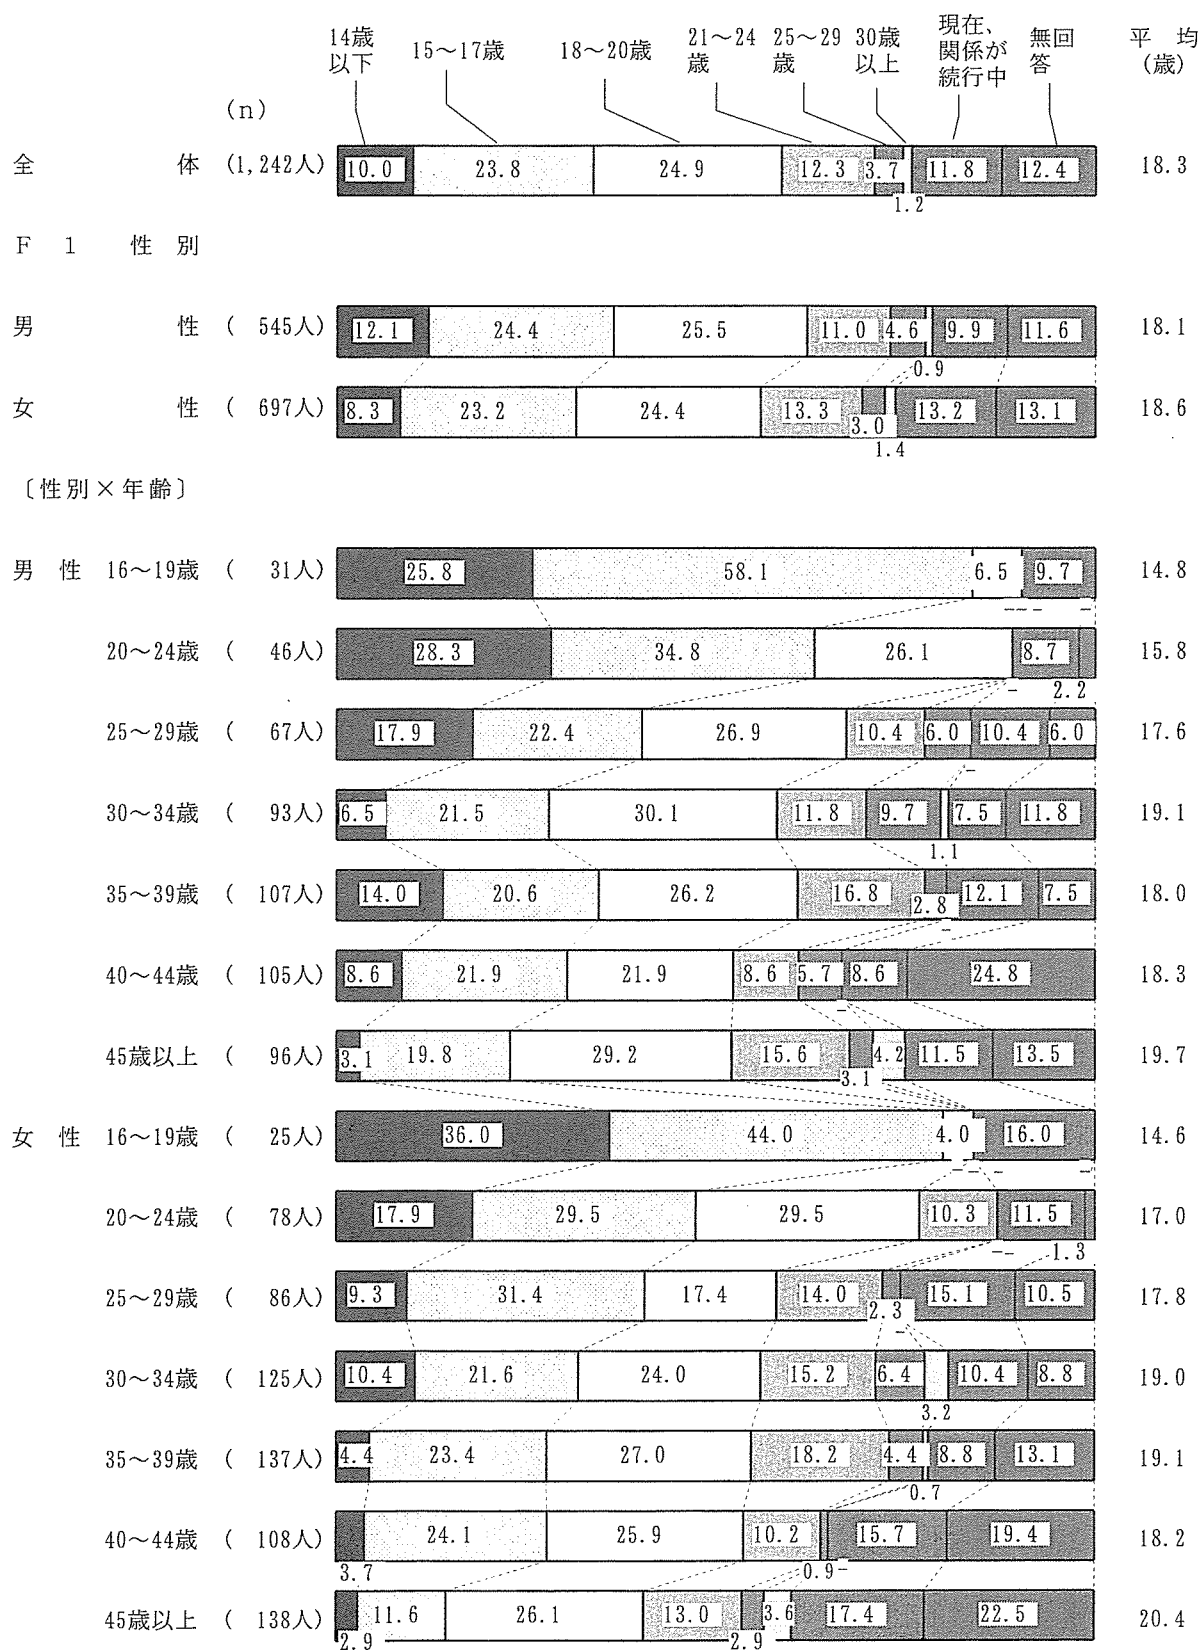 14歳以下 15～17歳 18～20歳 21～24歳 25～29歳 30歳以上 現在、関係が続行中 無回答 平 均(歳)
(n)
全 体 (1,242人) 10.0 23.8 24.9 12.3 3.7 1.2 11.8 12.4 18.3
F 1 性 別
男 性 ( 545人) 12.1 24.4 25.5 11.0 4.6 0.9 9.9 11.6 18.1
女 性 ( 697人) 8.3 23.2 24.4 13.3 3.0 1.4 13.2 13.1 18.6
〔性別×年齢〕
男 性 16～19歳 ( 31人) 25.8 58.1 6.5 - - - 9.7 - 14.8
20～24歳 ( 46人) 28.3 34.8 26.1 - 8.7 2.2 15.8
25～29歳 ( 67人) 17.9 22.4 26.9 10.4 6.0 - 10.4 6.0 17.6
30～34歳 ( 93人) 6.5 21.5 30.1 11.8 9.7 1.1 7.5 11.8 19.1
35～39歳 ( 107人) 14.0 20.6 26.2 16.8 2.8 - 12.1 7.5 18.0
40～44歳 ( 105人) 8.6 21.9 21.9 8.6 5.7 - 8.6 24.8 18.3
45歳以上 ( 96人) 3.1 19.8 29.2 15.6 3.1 4.2 11.5 13.5 19.7
女 性 16～19歳 ( 25人) 36.0 44.0 4.0 - - - 16.0 - 14.6
20～24歳 ( 78人) 17.9 29.5 29.5 10.3 - - 11.5 1.3 17.0
25～29歳 ( 86人) 9.3 31.4 17.4 14.0 2.3 - 15.1 10.5 17.8
30～34歳 ( 125人) 10.4 21.6 24.0 15.2 6.4 3.2 10.4 8.8 19.0
35～39歳 ( 137人) 4.4 23.4 27.0 18.2 4.4 0.7 8.8 13.1 19.1
40～44歳 ( 108人) 3.7 24.1 25.9 10.2 0.9 - 15.7 19.4 18.2
45歳以上 ( 138人) 2.9 11.6 26.1 13.0 2.9 3.6 17.4 22.5 20.4